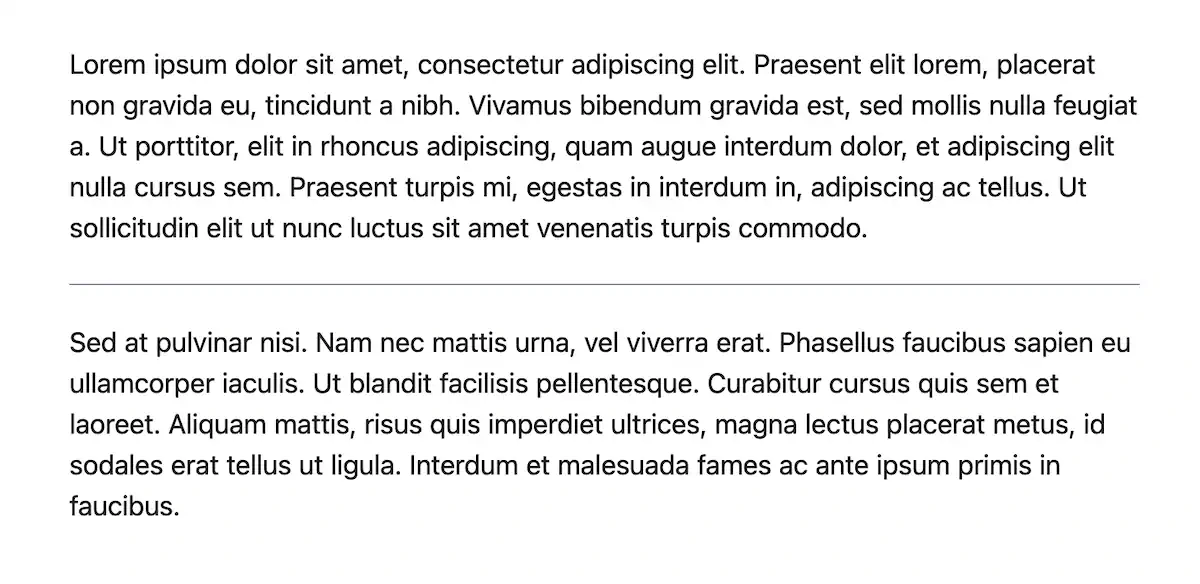 Lorem ipsum dolor sit amet, consectetur adipiscing elit. Praesent elit lorem, placerat
non gravida eu, tincidunt a nibh. Vivamus bibendum gravida est, sed mollis nulla feugiat
a. Ut porttitor, elit in rhoncus adipiscing, quam augue interdum dolor, et adipiscing elit
nulla cursus sem. Praesent turpis mi, egestas in interdum in, adipiscing ac tellus. Ut
sollicitudin elit ut nunc luctus sit amet venenatis turpis commodo.
Sed at pulvinar nisi. Nam nec mattis urna, vel viverra erat. Phasellus faucibus sapien eu
ullamcorper iaculis. Ut blandit facilisis pellentesque. Curabitur cursus quis sem et
laoreet. Aliquam mattis, risus quis imperdiet ultrices, magna lectus placerat metus, id
sodales erat tellus ut ligula. Interdum et malesuada fames ac ante ipsum primis in
faucibus.